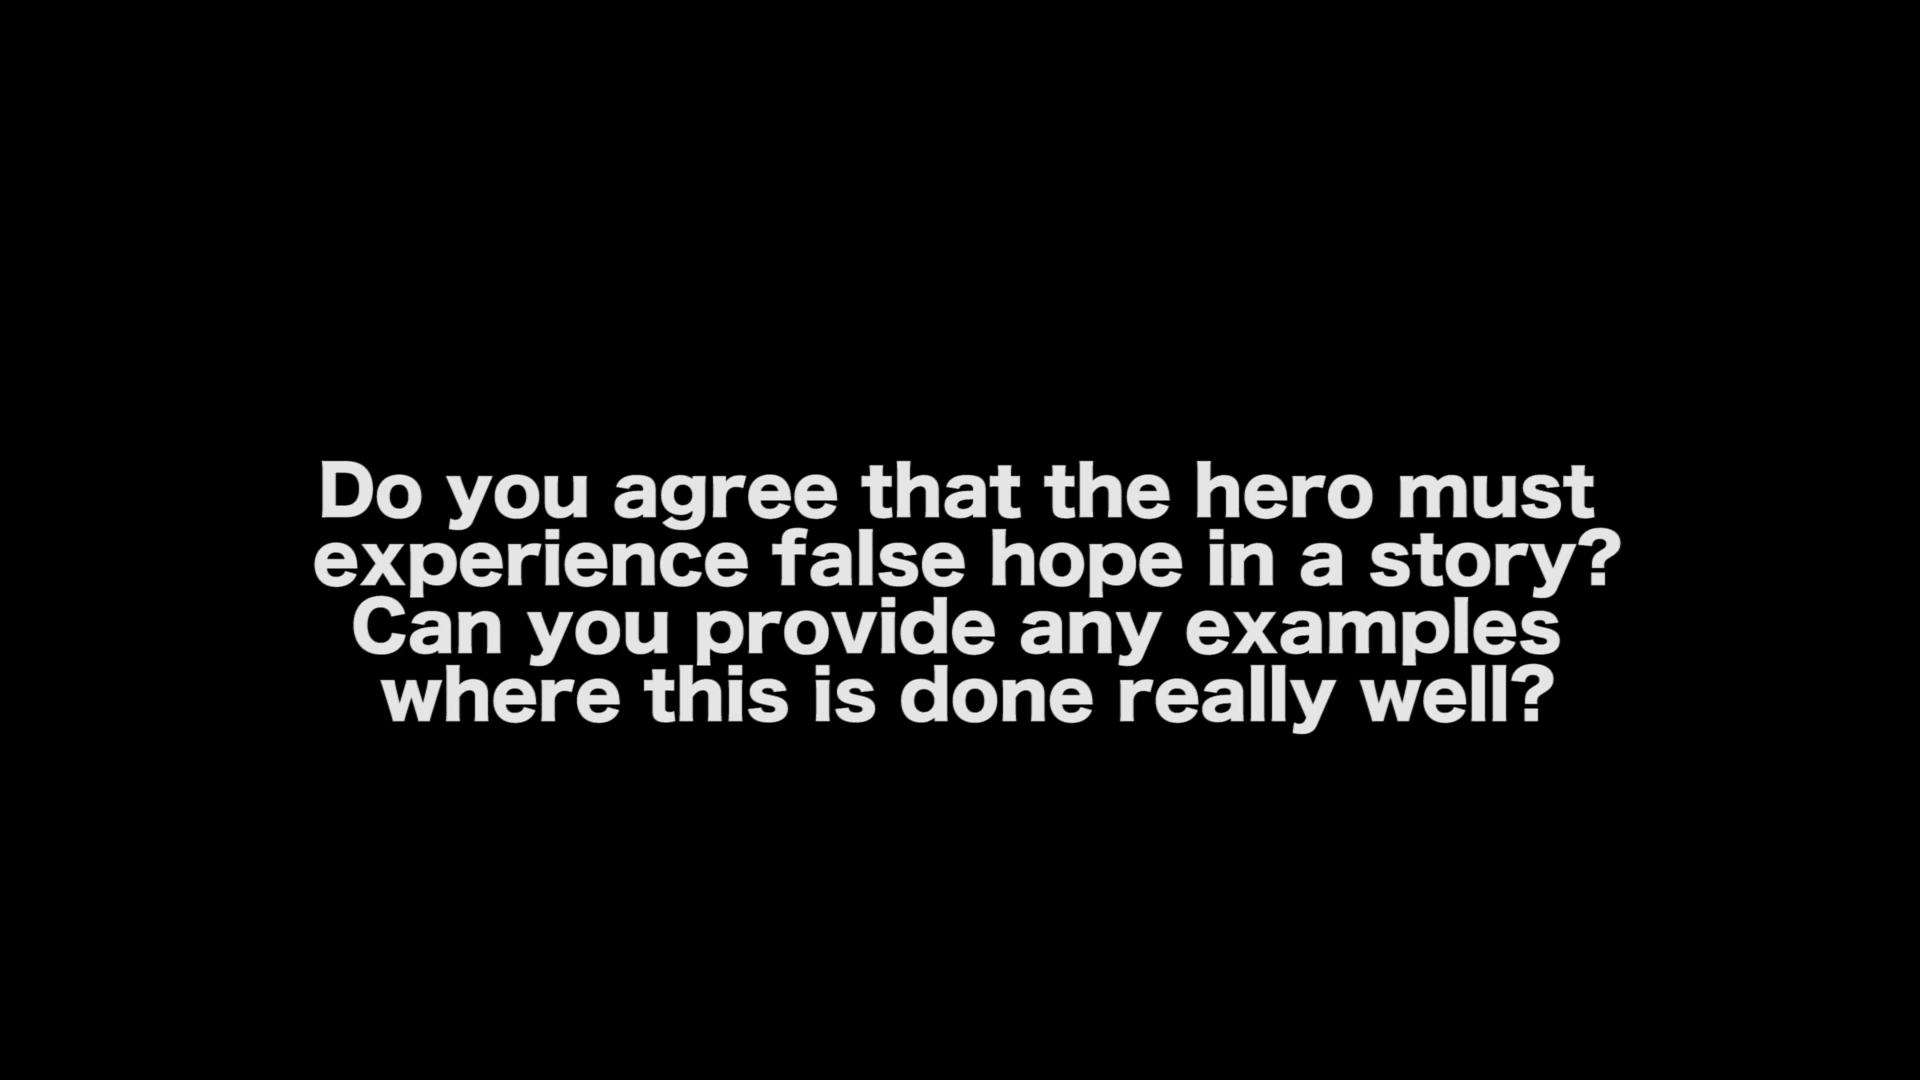 Do you agree that the hero must
experience false hope in a story?
Can you provide any examples
where this is done really well?